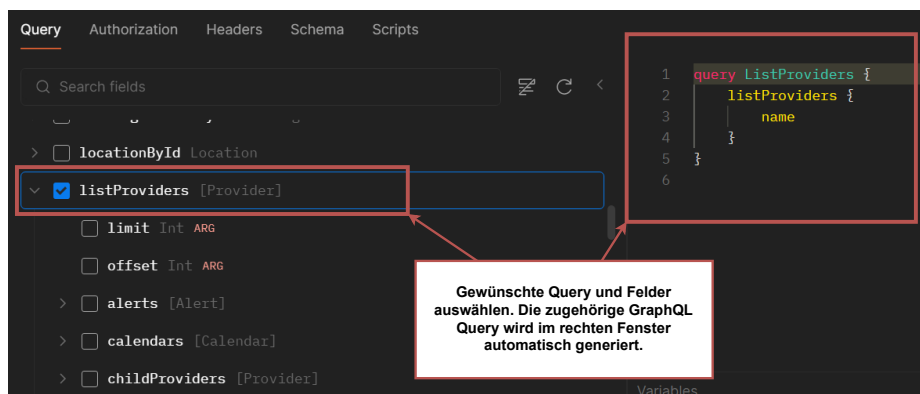 Query Authorization Headers Schema Scripts
Search fields
locationById Location
listProviders [Provider]
limit Int ARG
offset Int ARG
alerts [Alert]
calendars [Calendar]
childProviders [Provider]
1 query ListProviders {
2 listProviders {
3 name
4 }
5 }
6
Gewünschte Query und Felder
auswählen. Die zugehörige GraphQL
Query wird im rechten Fenster
automatisch generiert.
Variables